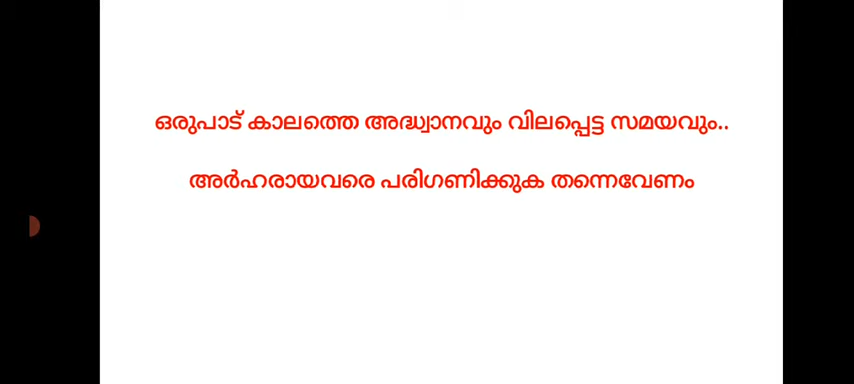 ഒരുപാട് കാലത്തെ അദ്ധ്വാനവും വിലപ്പെട്ട സമയവും..
അർഹരായവരെ പരിഗണിക്കുക തന്നെവേണം